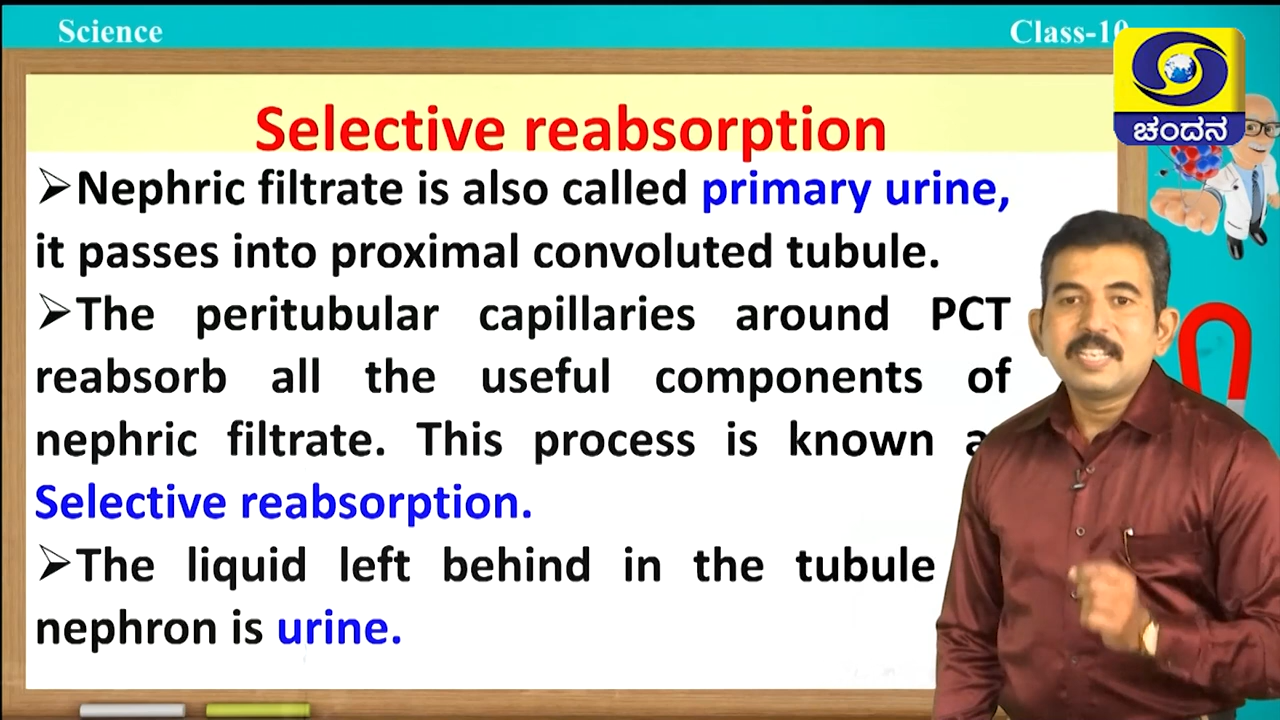 Science
Class-10
ಚಂದನ
Selective reabsorption
➢Nephric filtrate is also called primary urine,
it passes into proximal convoluted tubule.
➢The peritubular capillaries around PCT
reabsorb all the useful components of
nephric filtrate. This process is known
Selective reabsorption.
➢The liquid left behind in the tubule
nephron is urine.